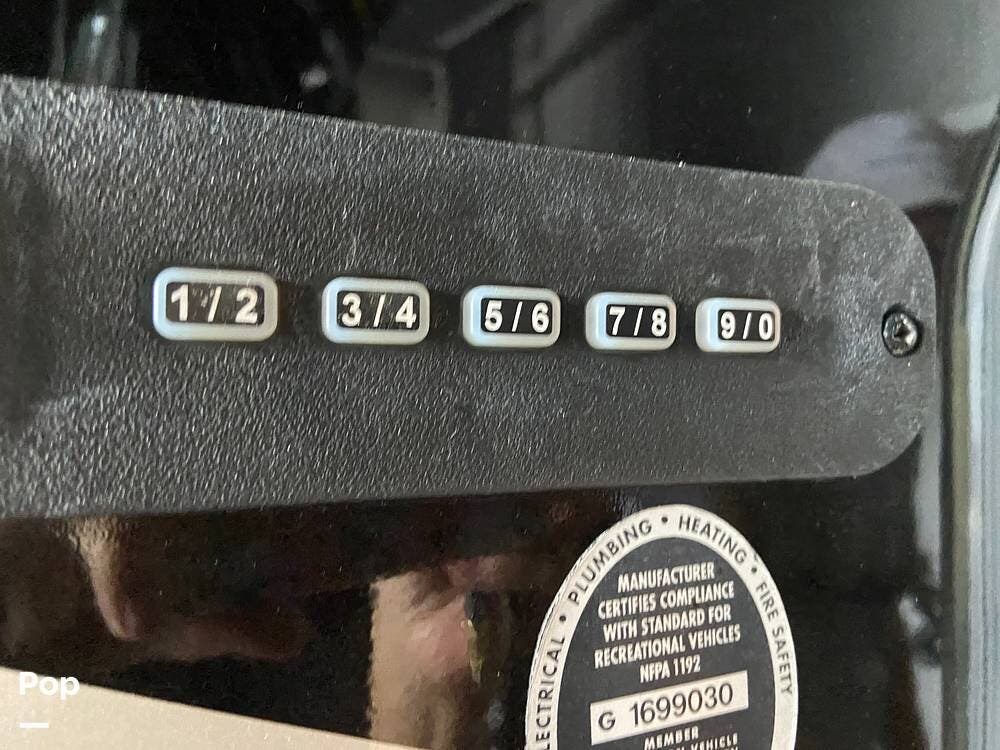 1 / 2
3 / 4
5 / 6
7 / 8
9 / 0
PLUMBING • HEATING • FIRE SAFETY
MANUFACTURER
CERTIFIES COMPLIANCE
WITH STANDARD FOR
RECREATIONAL VEHICLES
NFPA 1192
G 1699030
MEMBER
VEHICLE
Pop